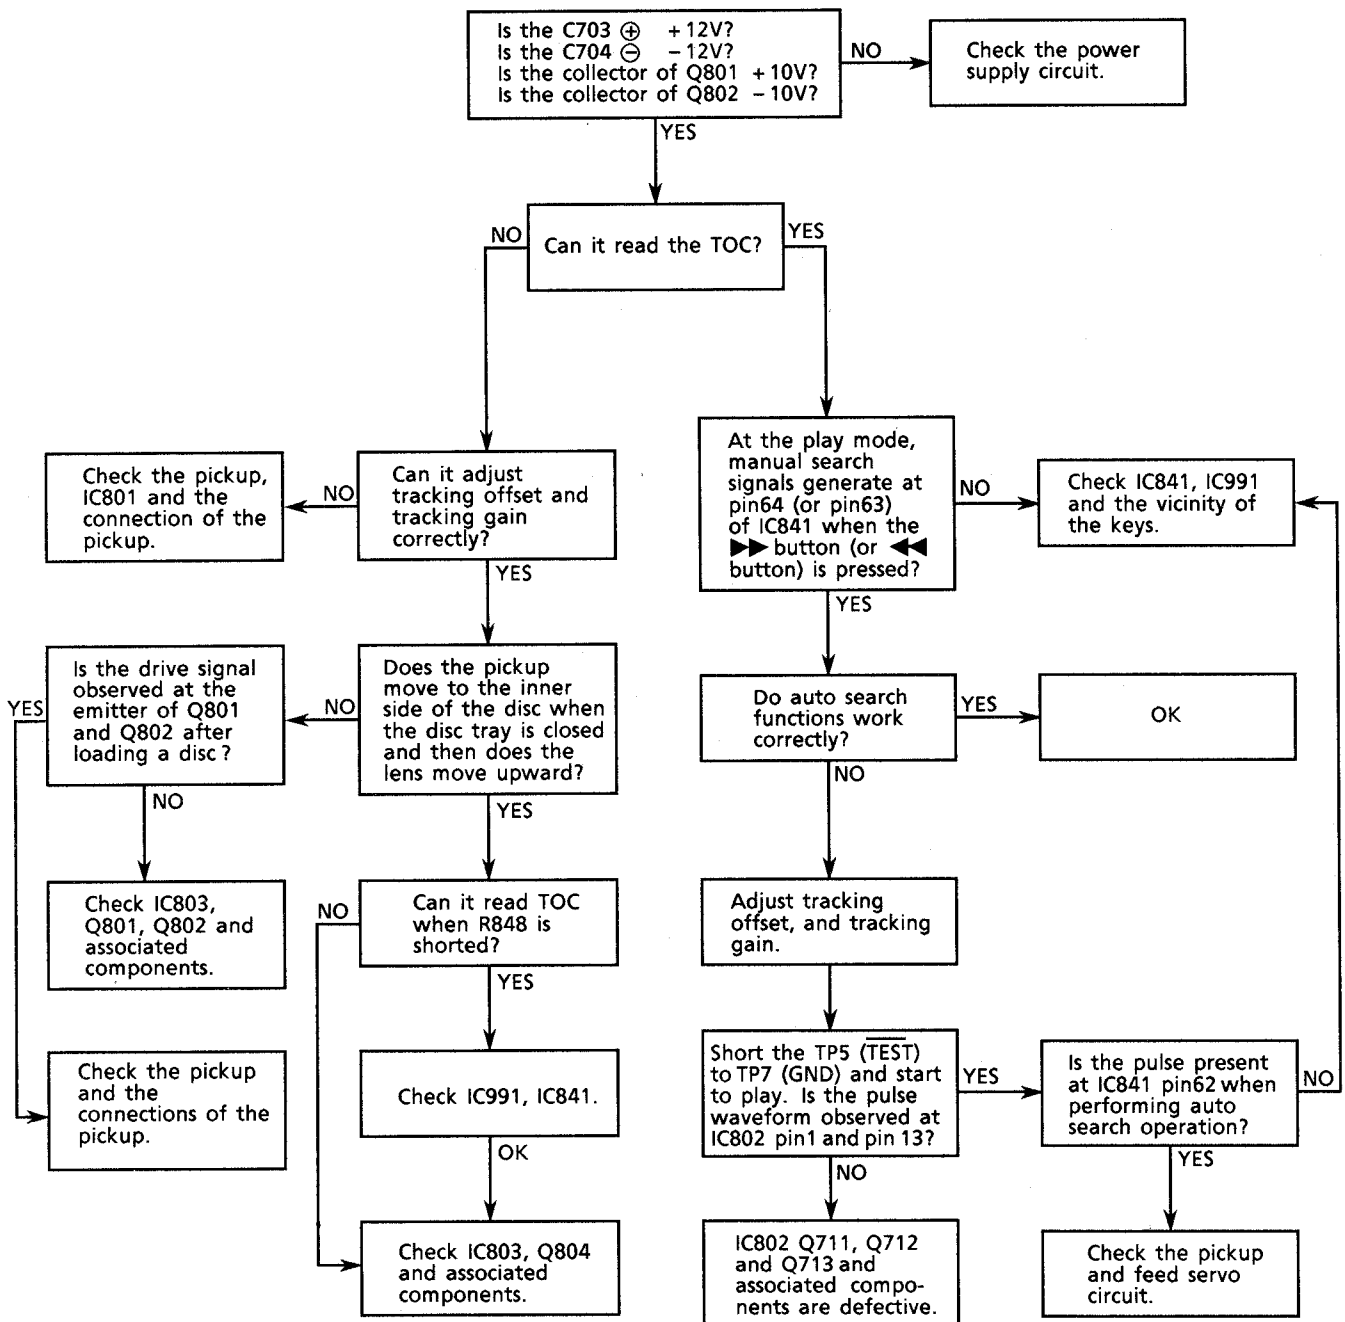 Is the C703 ⊕ +12V?
Is the C704 ⊖ −12V?
Is the collector of Q801 +10V?
Is the collector of Q802 −10V?
NO
Check the power
supply circuit.
YES
Can it read the TOC?
NO
YES
At the play mode,
manual search
signals generate at
pin64 (or pin63)
of IC841 when the
▶▶ button (or ◀◀
button) is pressed?
NO
Check IC841, IC991
and the vicinity of
the keys.
YES
Check the pickup,
IC801 and the
connection of the
pickup.
NO
Can it adjust
tracking offset and
tracking gain
correctly?
YES
Is the drive signal
observed at the
emitter of Q801
and Q802 after
loading a disc?
YES
NO
NO
Does the pickup
move to the inner
side of the disc when
the disc tray is closed
and then does the
lens move upward?
YES
Do auto search
functions work
correctly?
YES
OK
NO
Check IC803,
Q801, Q802 and
associated
components.
NO
Can it read TOC
when R848 is
shorted?
YES
Adjust tracking
offset, and tracking
gain.
Check the pickup
and the
connections of the
pickup.
Check IC991, IC841.
OK
Short the TP5 (T̅E̅S̅T̅)
to TP7 (GND) and start
to play. Is the pulse
waveform observed at
IC802 pin1 and pin 13?
YES
NO
Is the pulse present
at IC841 pin62 when
performing auto
search operation?
NO
YES
Check IC803, Q804
and associated
components.
IC802 Q711, Q712
and Q713 and
associated compo-
nents are defective.
Check the pickup
and feed servo
circuit.